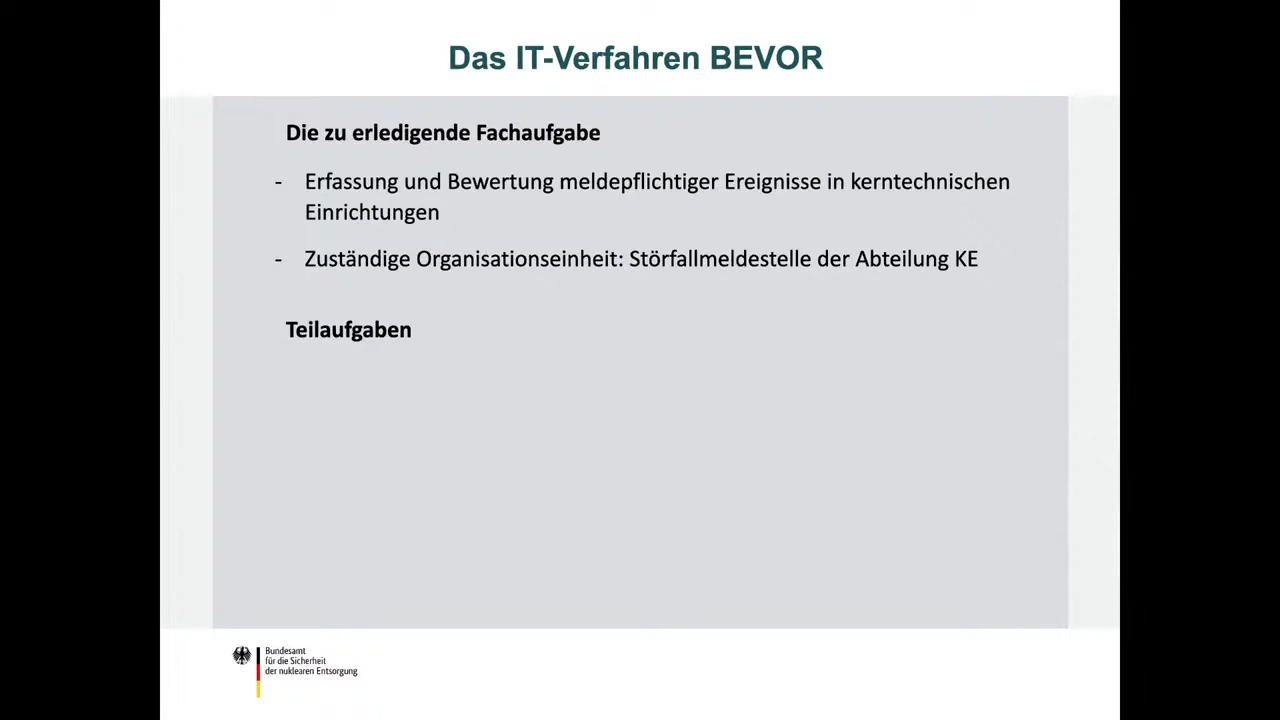 Das IT-Verfahren BEVOR
Die zu erledigende Fachaufgabe
- Erfassung und Bewertung meldepflichtiger Ereignisse in kerntechnischen
Einrichtungen
- Zuständige Organisationseinheit: Störfallmeldestelle der Abteilung KE
Teilaufgaben
Bundesamt
für die Sicherheit
der nuklearen Entsorgung